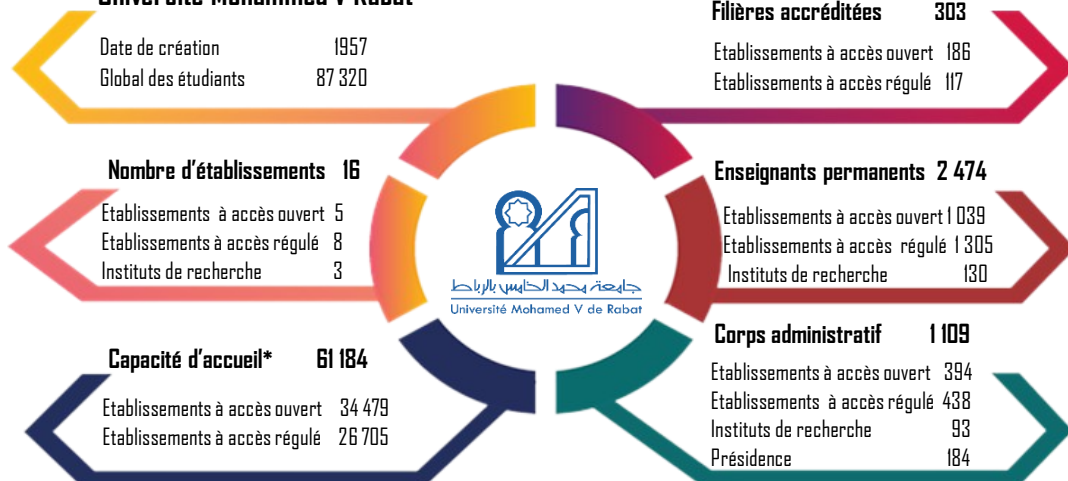 Université Mohammed V Rabat
Date de création 1957
Global des étudiants 87 320
Filières accréditées 303
Etablissements à accès ouvert 186
Etablissements à accès régulé 117
Nombre d'établissements 16
Etablissements à accès ouvert 5
Etablissements à accès régulé 8
Instituts de recherche 3
Enseignants permanents 2 474
Etablissements à accès ouvert 1 039
Etablissements à accès régulé 1 305
Instituts de recherche 130
جامعة محمد الخامس بالرباط
Université Mohamed V de Rabat
Capacité d'accueil* 61 184
Etablissements à accès ouvert 34 479
Etablissements à accès régulé 26 705
Corps administratif 1 109
Etablissements à accès ouvert 394
Etablissements à accès régulé 438
Instituts de recherche 93
Présidence 184